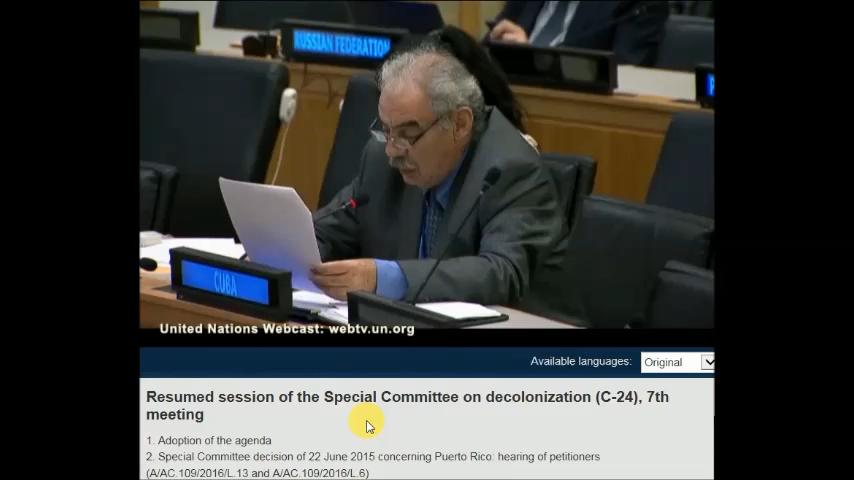 RUSSIAN FEDERATION
CUBA
United Nations Webcast: webtv.un.org
Available languages:
Original
Resumed session of the Special Committee on decolonization (C-24), 7th
meeting
1. Adoption of the agenda
2. Special Committee decision of 22 June 2015 concerning Puerto Rico: hearing of petitioners
(A/AC.109/2016/L.13 and A/AC.109/2016/L.6)